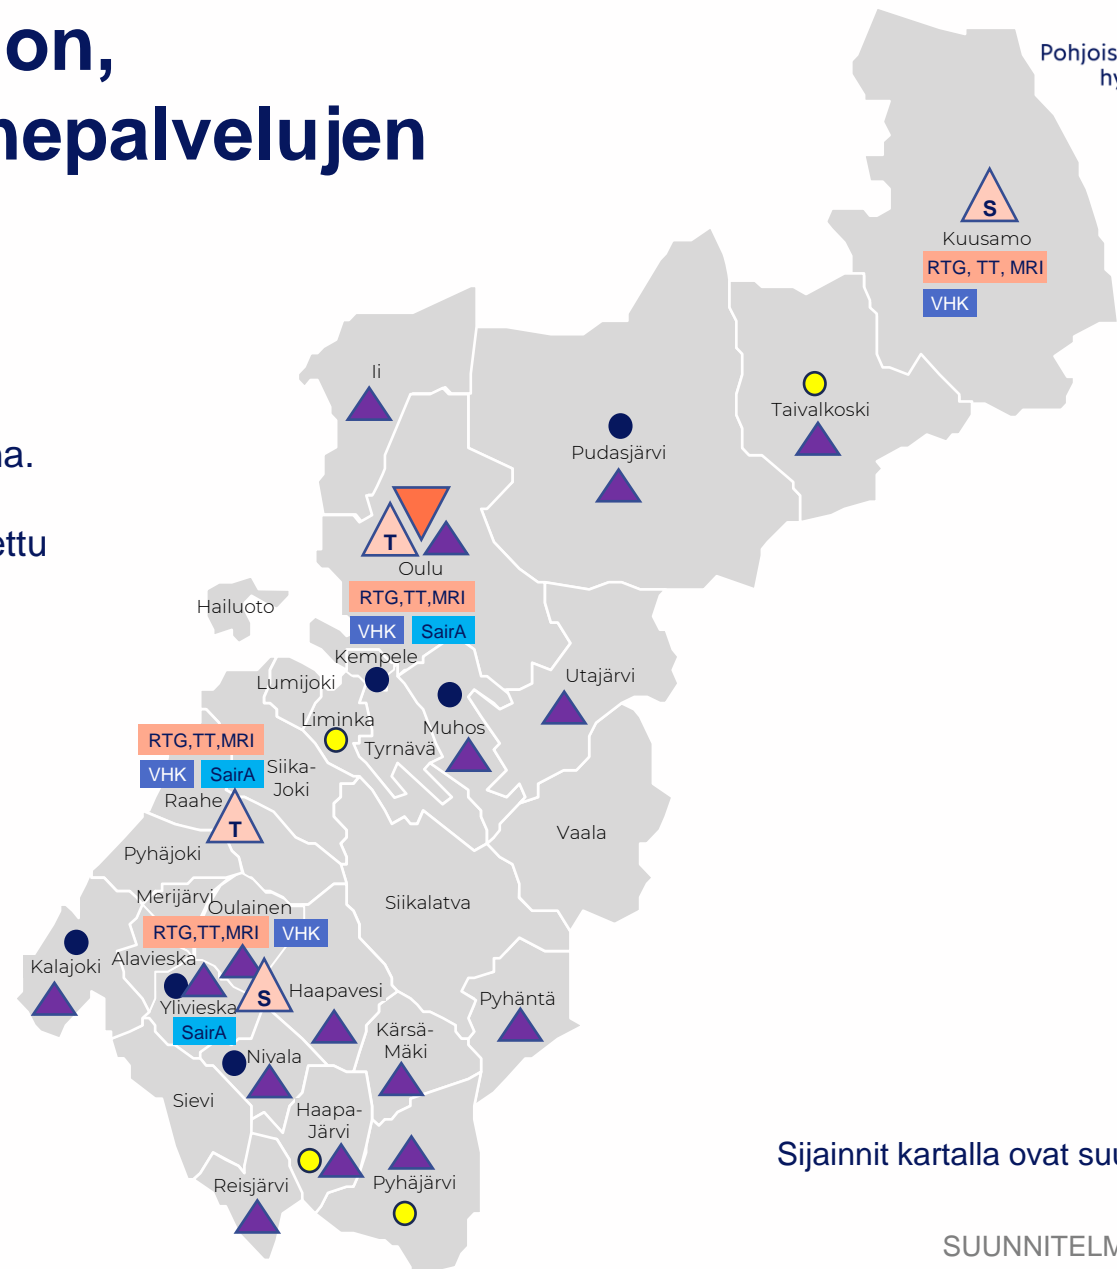 on,
nepalvelujen
Pohjois
hy
na.
ettu
S
Kuusamo
RTG, TT, MRI
VHK
Ii
Taivalkoski
Pudasjärvi
T
Oulu
RTG,TT,MRI
VHK SairA
Hailuoto
Kempele
Lumijoki
Utajärvi
Liminka
Muhos
Tyrnävä
RTG,TT,MRI
VHK SairA
Siika-
Joki
Raahe
T
Vaala
Pyhäjoki
Merijärvi
Oulainen
Siikalatva
RTG,TT,MRI VHK
Alavieska
Kalajoki
Haapavesi
S
Pyhäntä
Ylivieska
SairA
Kärsä-
Mäki
Nivala
Sievi
Haapa-
Järvi
Reisjärvi
Pyhäjärvi
Sijainnit kartalla ovat suu
SUUNNITELM